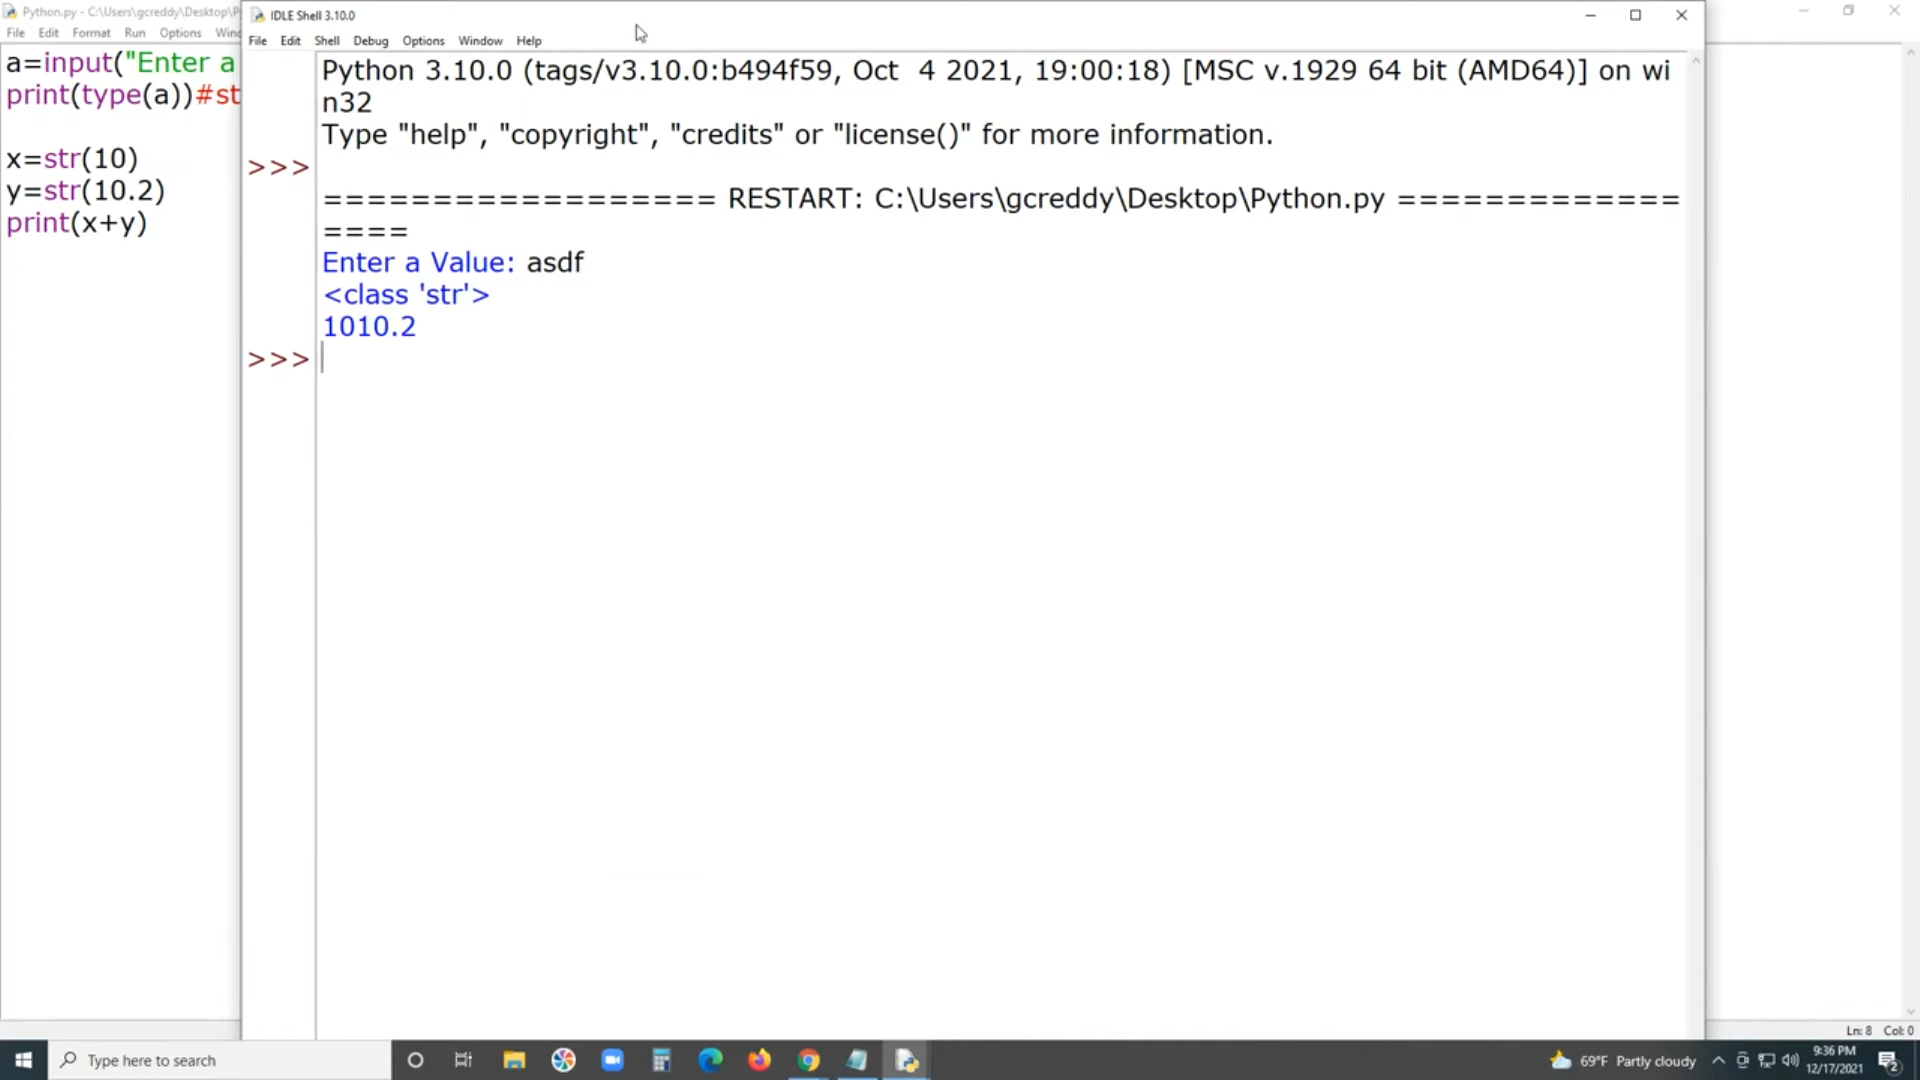 Python.py - C:\Users\gcreddy\Desktop\P
File Edit Format Run Options Winc
a=input("Enter a
print(type(a))#st
x=str(10)
y=str(10.2)
print(x+y)
IDLE Shell 3.10.0
File Edit Shell Debug Options Window Help
Python 3.10.0 (tags/v3.10.0:b494f59, Oct  4 2021, 19:00:18) [MSC v.1929 64 bit (AMD64)] on wi
n32
Type "help", "copyright", "credits" or "license()" for more information.
>>>
================== RESTART: C:\Users\gcreddy\Desktop\Python.py =============
====
Enter a Value: asdf
<class 'str'>
1010.2
>>>
Ln: 8 Col: 0
Type here to search
69°F Partly cloudy
9:36 PM
12/17/2021
2